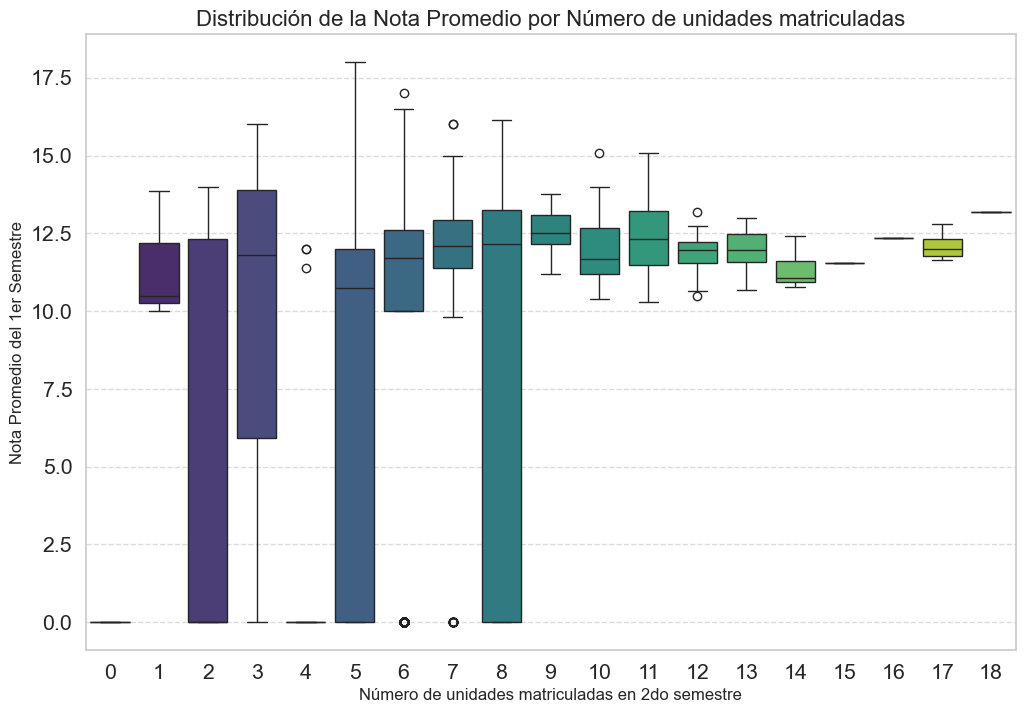 Distribución de la Nota Promedio por Número de unidades matriculadas
Nota Promedio del 1er Semestre
17.5
15.0
12.5
10.0
7.5
5.0
2.5
0.0
0 1 2 3 4 5 6 7 8 9 10 11 12 13 14 15 16 17 18
Número de unidades matriculadas en 2do semestre